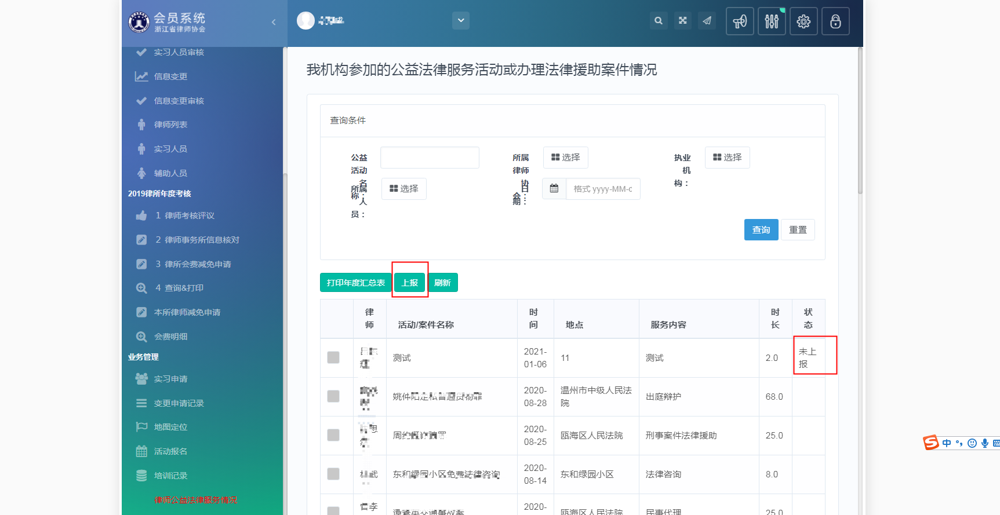 会员系统
浙江省律师协会
实习人员审核
信息变更
信息变更审核
律师列表
实习人员
辅助人员
2019律所年度考核
1 律师考核评议
2 律师事务所信息核对
3 律所会费减免申请
4 查询&打印
本所律师减免申请
会费明细
业务管理
实习申请
变更申请记录
地图定位
活动报名
培训记录
律师公益法律服务情况
我机构参加的公益法律服务活动或办理法律援助案件情况
查询条件
公益活动名称：
所属律师协会：
选择
执业机构：
选择
所属人员：
选择
日期：
格式 yyyy-MM-d
查询
重置
打印年度汇总表
上报
刷新
律师 活动/案件名称 时间 地点 服务内容 时长 状态
测试 2021-01-06 11 测试 2.0 未上报
2020-08-28 温州市中级人民法院 出庭辩护 68.0
2020-08-25 瓯海区人民法院 刑事案件法律援助 25.0
东和绿园小区免费法律咨询 2020-08-14 东和绿园小区 法律咨询 8.0
2020- 瓯海区人民法院 民事代理 25.0
中